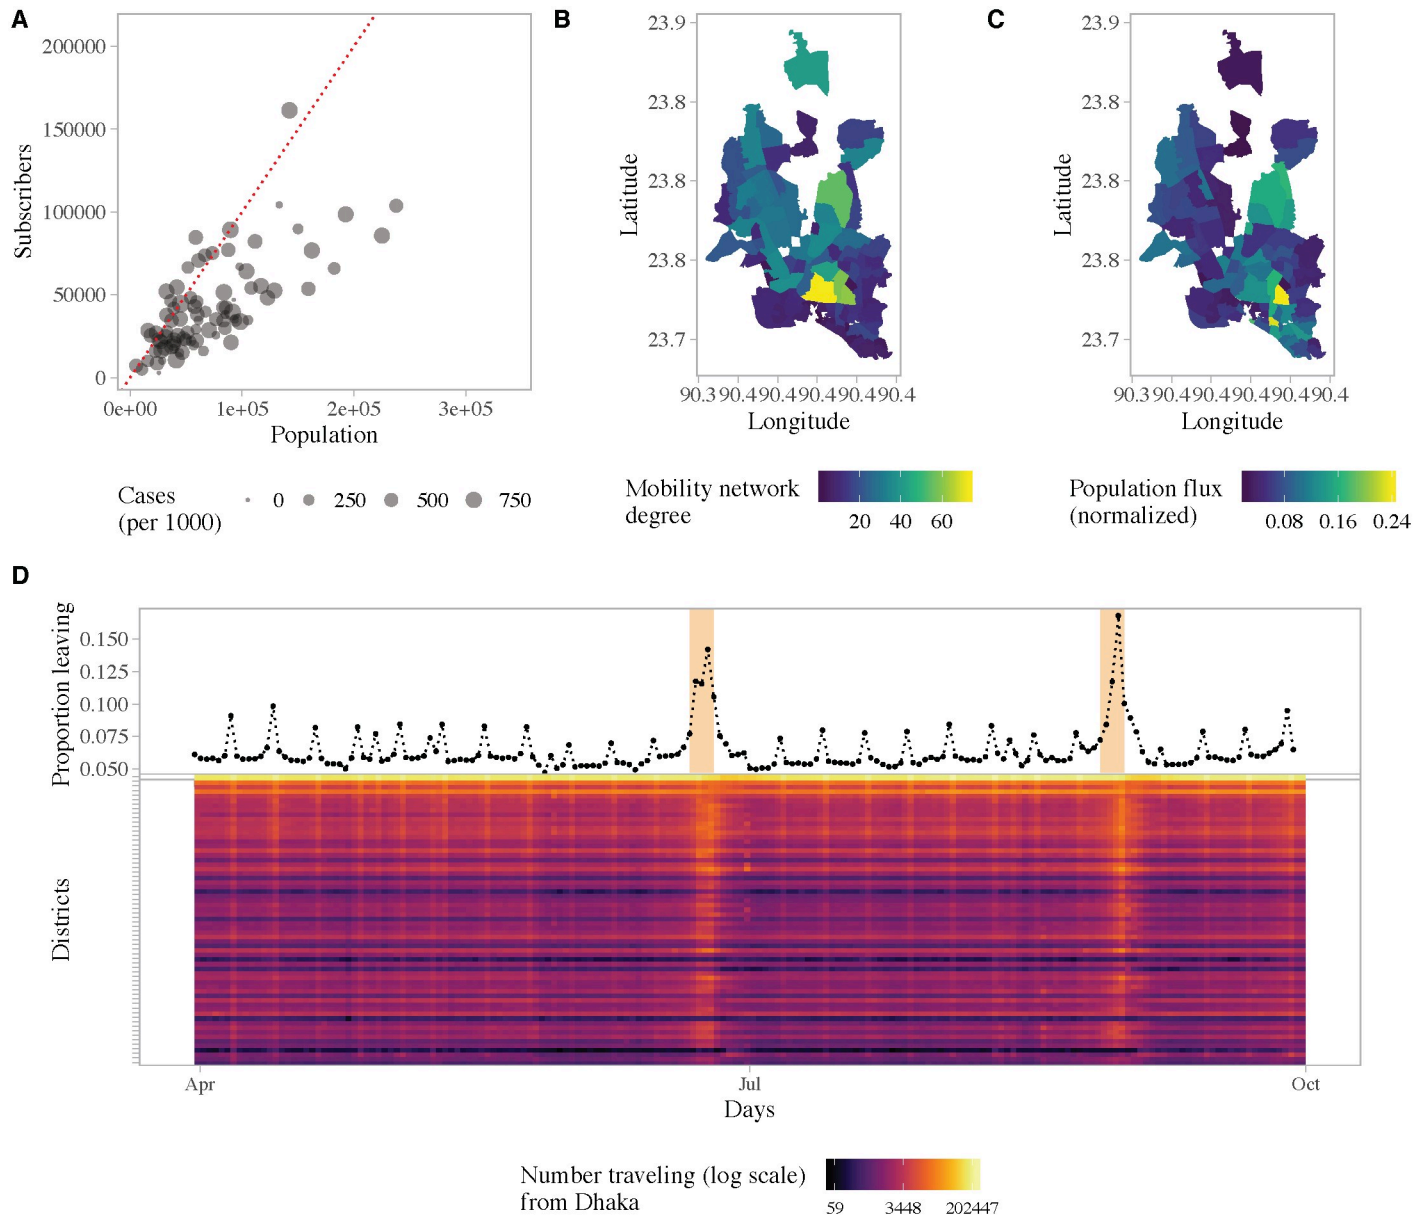 A
B
C
200000
150000
100000
50000
0
Subscribers
0e+00 1e+05 2e+05 3e+05
Population
Cases
(per 1000)
0 250 500 750
23.9
23.8
23.8
23.8
23.7
Latitude
90.390.490.490.490.490.4
Longitude
Mobility network
degree
20 40 60
23.9
23.8
23.8
23.8
23.7
Latitude
90.390.490.490.490.490.4
Longitude
Population flux
(normalized)
0.08 0.16 0.24
D
0.150
0.125
0.100
0.075
0.050
Proportion leaving
Districts
Apr Jul Oct
Days
Number traveling (log scale)
from Dhaka
59 3448 202447